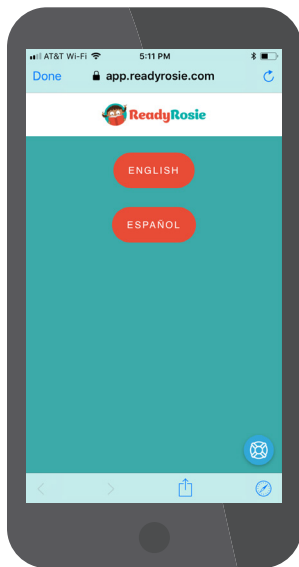 AT&T Wi-Fi 5:11 PM
Done app.readyrosie.com
ReadyRosie
ENGLISH
ESPAÑOL